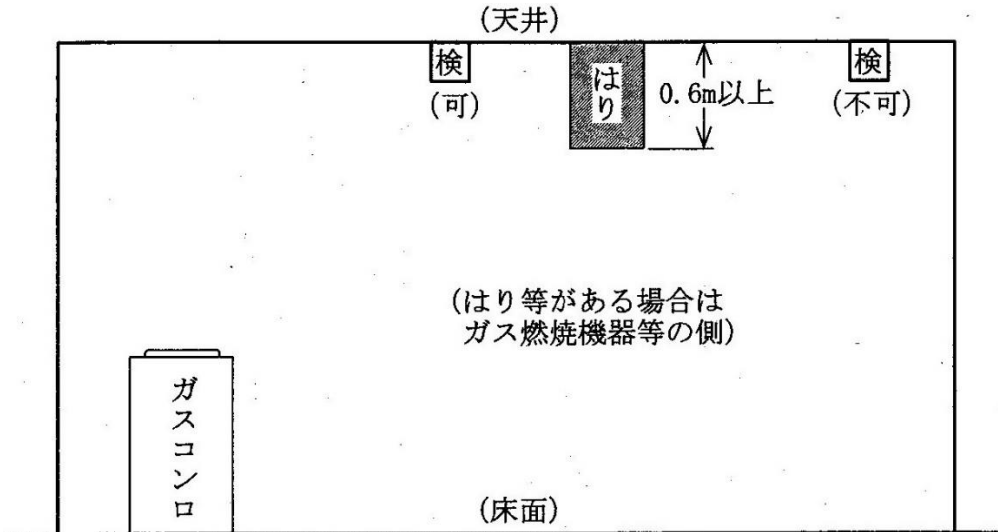 (天井)
検
(可)
はり
0.6m以上
検
(不可)
(はり等がある場合は
ガス燃焼機器等の側)
ガスコンロ
(床面)